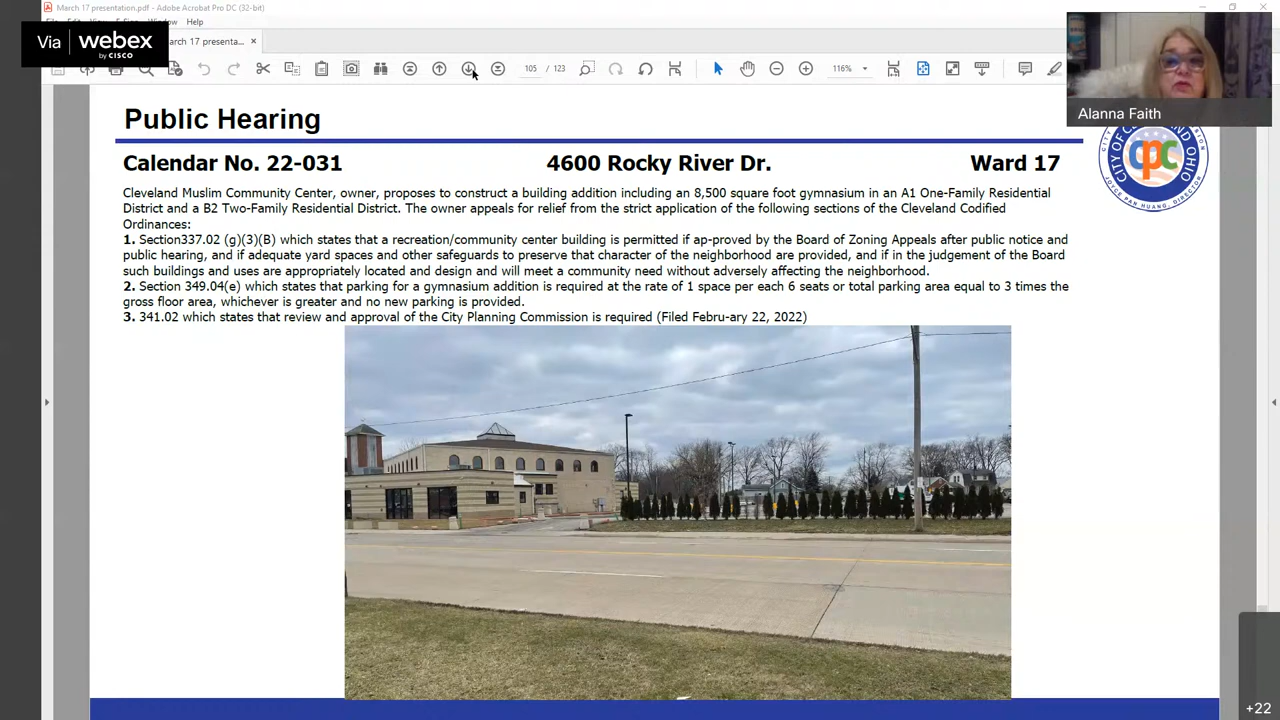 March 17 presentation.pdf - Adobe Acrobat Pro DC (32-bit)
Window Help
Via webex
by CISCO
arch 17 presenta... ×
105 / 123
116%
Alanna Faith
Public Hearing
Calendar No. 22-031 4600 Rocky River Dr. Ward 17
cpc
Cleveland Muslim Community Center, owner, proposes to construct a building addition including an 8,500 square foot gymnasium in an A1 One-Family Residential
District and a B2 Two-Family Residential District. The owner appeals for relief from the strict application of the following sections of the Cleveland Codified
Ordinances:
1. Section337.02 (g)(3)(B) which states that a recreation/community center building is permitted if ap-proved by the Board of Zoning Appeals after public notice and
public hearing, and if adequate yard spaces and other safeguards to preserve that character of the neighborhood are provided, and if in the judgement of the Board
such buildings and uses are appropriately located and design and will meet a community need without adversely affecting the neighborhood.
2. Section 349.04(e) which states that parking for a gymnasium addition is required at the rate of 1 space per each 6 seats or total parking area equal to 3 times the
gross floor area, whichever is greater and no new parking is provided.
3. 341.02 which states that review and approval of the City Planning Commission is required (Filed Febru-ary 22, 2022)
+22